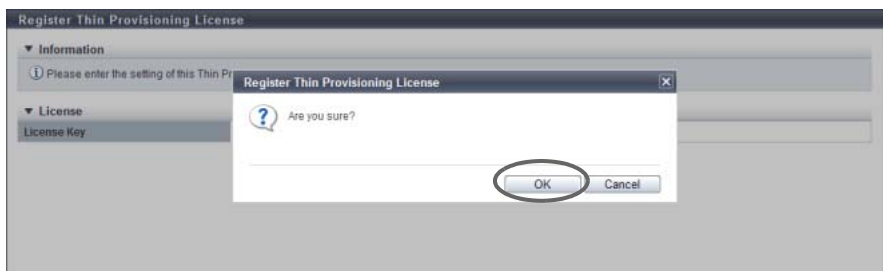 Register Thin Provisioning License
▼ Information
Please enter the setting of this Thin
Register Thin Provisioning License
Are you sure?
▼ License
License Key
OK Cancel